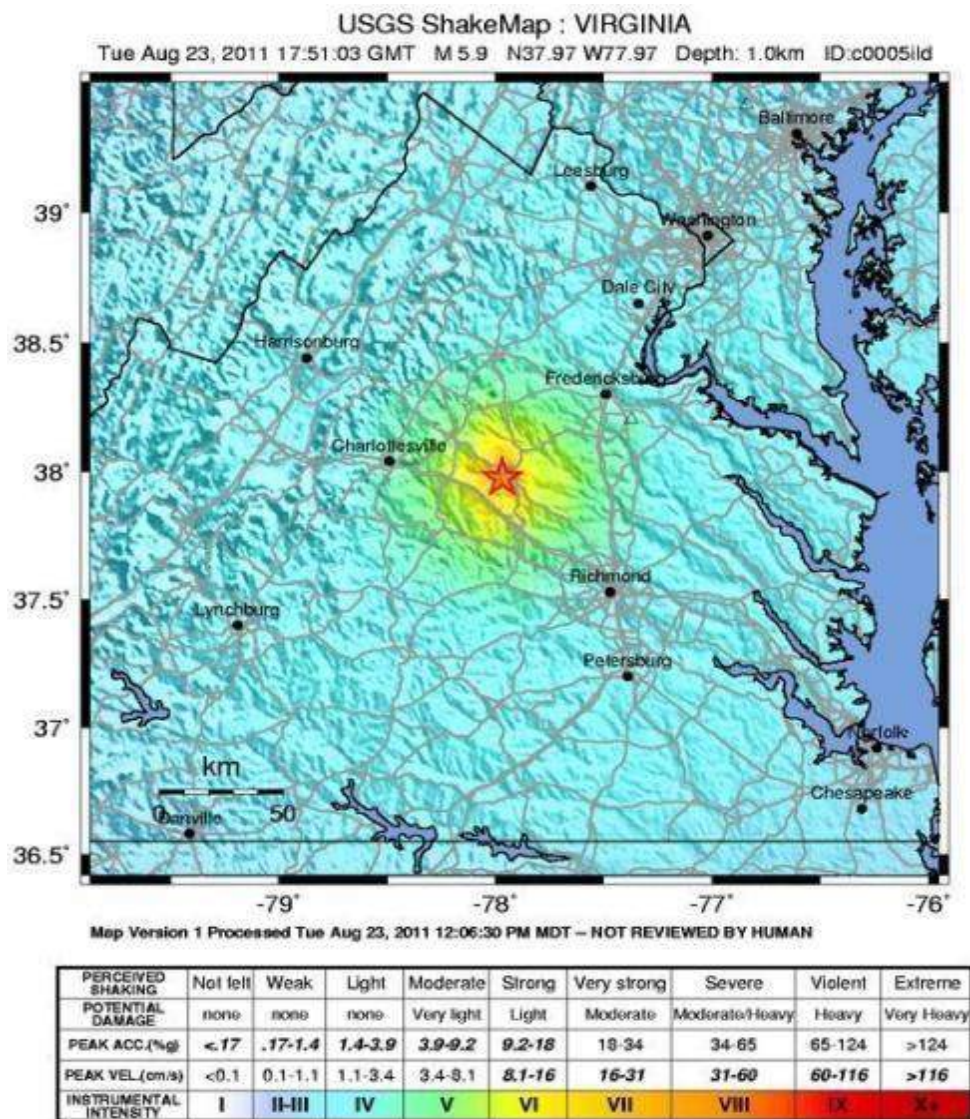 USGS ShakeMap : VIRGINIA
Tue Aug 23, 2011 17:51:03 GMT M 5.9 N37.97 W77.97 Depth: 1.0km ID:c0005ild
Baltimore
Leesburg
39°
Washington
Dale City
38.5°
Harrisonburg
Fredericksburg
Charlottesville
38°
Richmond
37.5°
Lynchburg
Petersburg
37°
Norfolk
km
Chesapeake
0 50
Danville
36.5°
-79° -78° -77° -76°
Map Version 1 Processed Tue Aug 23, 2011 12:06:30 PM MDT – NOT REVIEWED BY HUMAN
PERCEIVED SHAKING Not felt Weak Light Moderate Strong Very strong Severe Violent Extreme
POTENTIAL DAMAGE none none none Very light Light Moderate Moderate/Heavy Heavy Very Heavy
PEAK ACC.(%g) <.17 .17-1.4 1.4-3.9 3.9-9.2 9.2-18 18-34 34-65 65-124 >124
PEAK VEL.(cm/s) <0.1 0.1-1.1 1.1-3.4 3.4-8.1 8.1-16 16-31 31-60 60-116 >116
INSTRUMENTAL INTENSITY I II-III IV V VI VII VIII IX X+